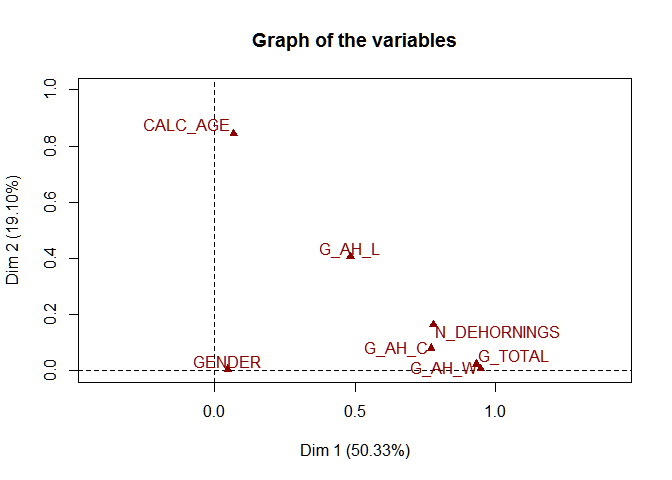 Graph of the variables
1.0
0.8
0.6
0.4
0.2
0.0
Dim 2 (19.10%)
CALC_AGE
G_AH_L
N_DEHORNINGS
G_AH_C
G_TOTAL
GENDER
G_AH_W
0.0
0.5
1.0
Dim 1 (50.33%)